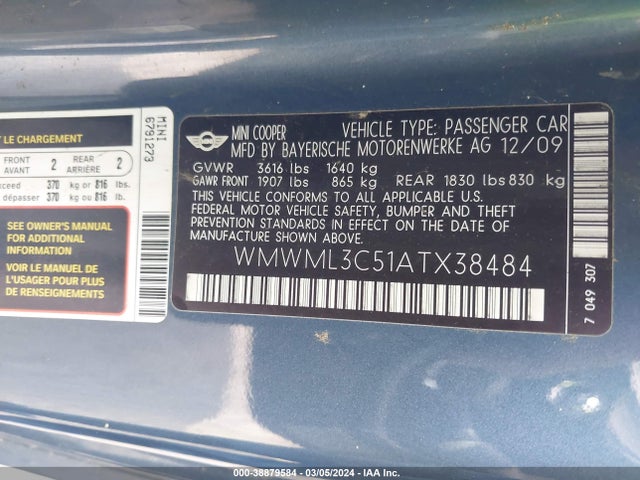 MINI
6791273
LE CHARGEMENT
FRONT
AVANT
2
REAR
ARRIÈRE
2
xceed 370 kg or 816 lbs.
dépasser 370 kg ou 816 lb.
SEE OWNER'S MANUAL
FOR ADDITIONAL
INFORMATION
VOIR LE MANUEL
DE L'USAGER
POUR PLUS DE
RENSEIGNEMENTS
MINI
MINI COOPER VEHICLE TYPE: PASSENGER CAR
MFD BY BAYERISCHE MOTORENWERKE AG 12/09
GVWR 3616 lbs 1640 kg
GAWR FRONT 1907 lbs 865 kg REAR 1830 lbs 830 kg
THIS VEHICLE CONFORMS TO ALL APPLICABLE U.S.
FEDERAL MOTOR VEHICLE SAFETY, BUMPER AND THEFT
PREVENTION STANDARDS IN EFFECT ON THE DATE
OF MANUFACTURE SHOWN ABOVE.
WMWML3C51ATX38484
7 049 307
000-38879584 - 03/05/2024 - IAA Inc.